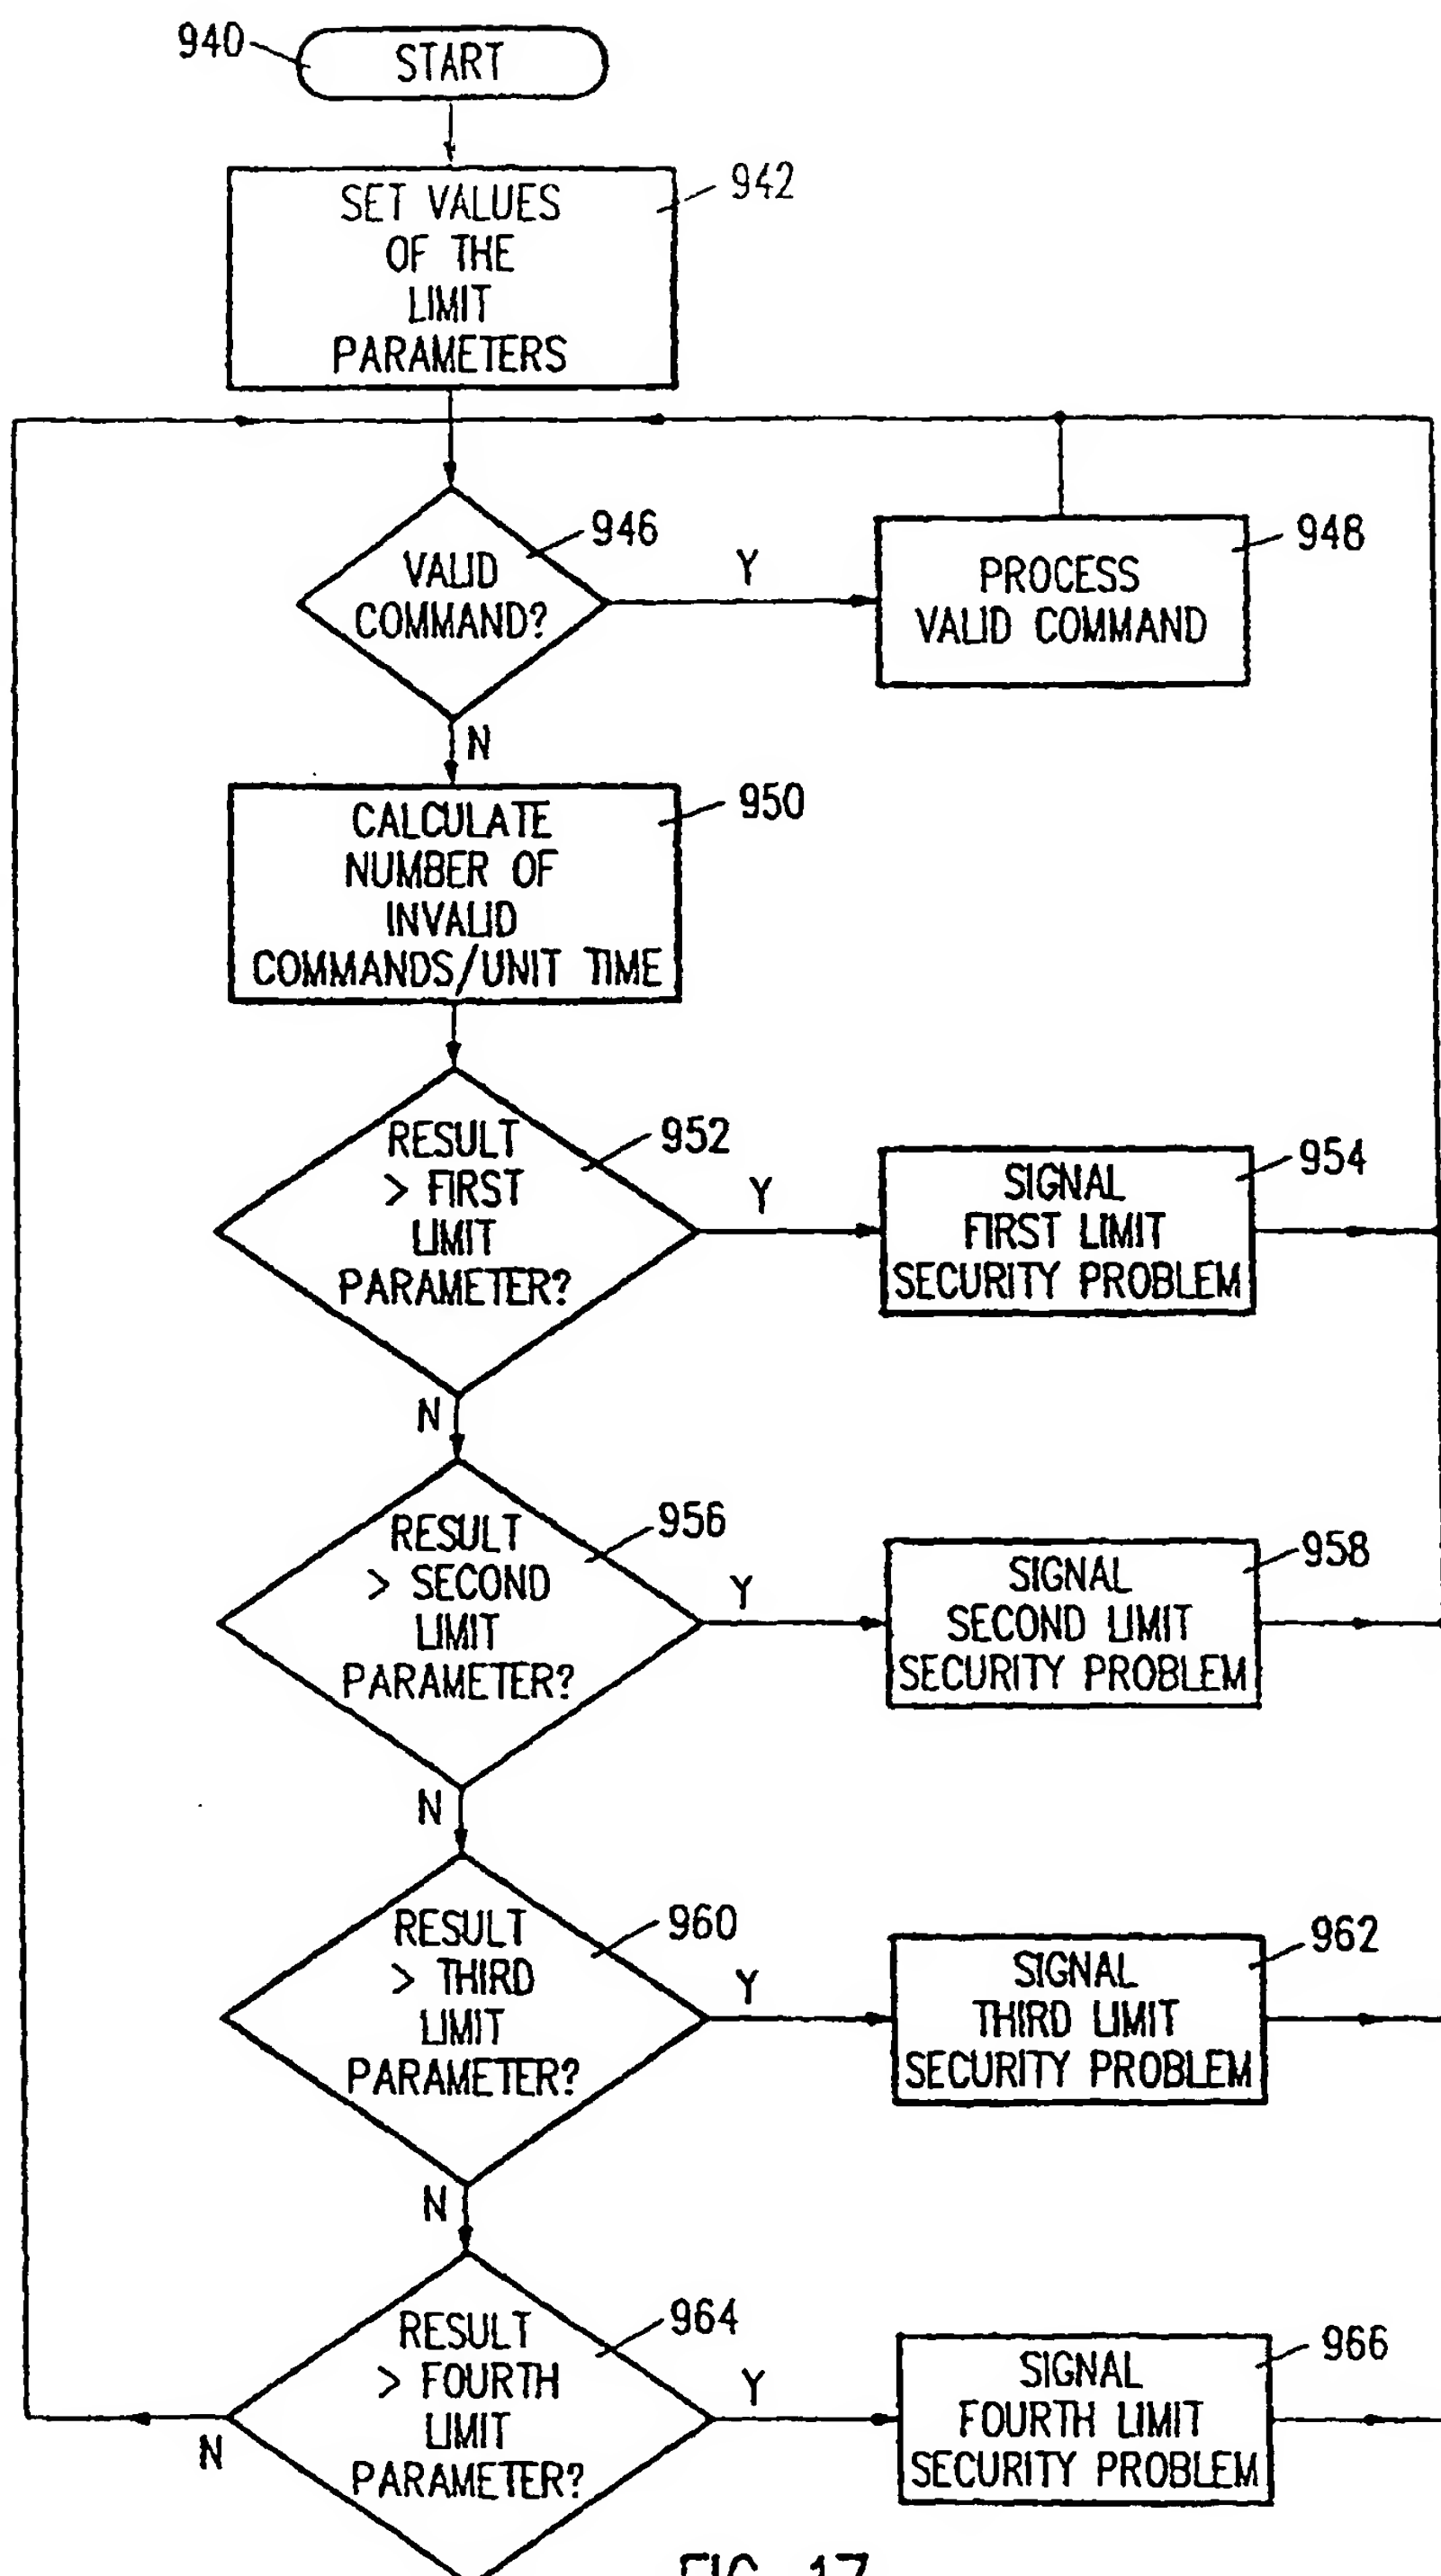 940
START
942
SET VALUES
OF THE
LIMIT
PARAMETERS
946
VALID
COMMAND?
Y
948
PROCESS
VALID COMMAND
N
950
CALCULATE
NUMBER OF
INVALID
COMMANDS/UNIT TIME
952
RESULT
> FIRST
LIMIT
PARAMETER?
Y
954
SIGNAL
FIRST LIMIT
SECURITY PROBLEM
N
956
RESULT
> SECOND
LIMIT
PARAMETER?
Y
958
SIGNAL
SECOND LIMIT
SECURITY PROBLEM
N
960
RESULT
> THIRD
LIMIT
PARAMETER?
Y
962
SIGNAL
THIRD LIMIT
SECURITY PROBLEM
N
964
RESULT
> FOURTH
LIMIT
PARAMETER?
Y
966
SIGNAL
FOURTH LIMIT
SECURITY PROBLEM
N
FIG. 17